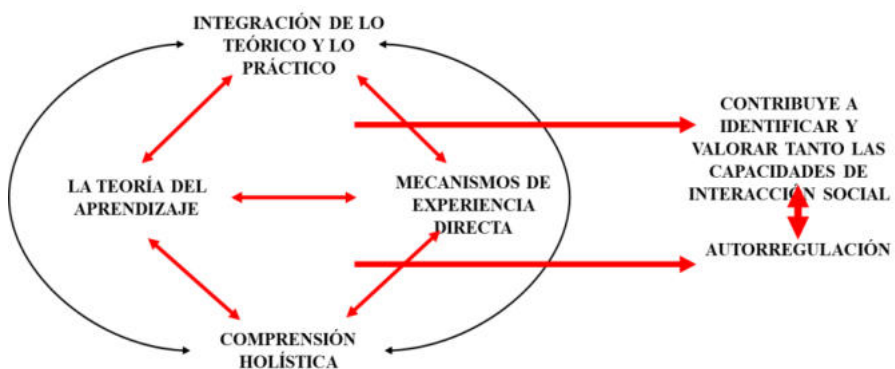 INTEGRACIÓN DE LO
TEÓRICO Y LO
PRÁCTICO
LA TEORÍA DEL
APRENDIZAJE
MECANISMOS DE
EXPERIENCIA
DIRECTA
COMPRENSIÓN
HOLÍSTICA
CONTRIBUYE A
IDENTIFICAR Y
VALORAR TANTO LAS
CAPACIDADES DE
INTERACCIÓN SOCIAL
AUTORREGULACIÓN